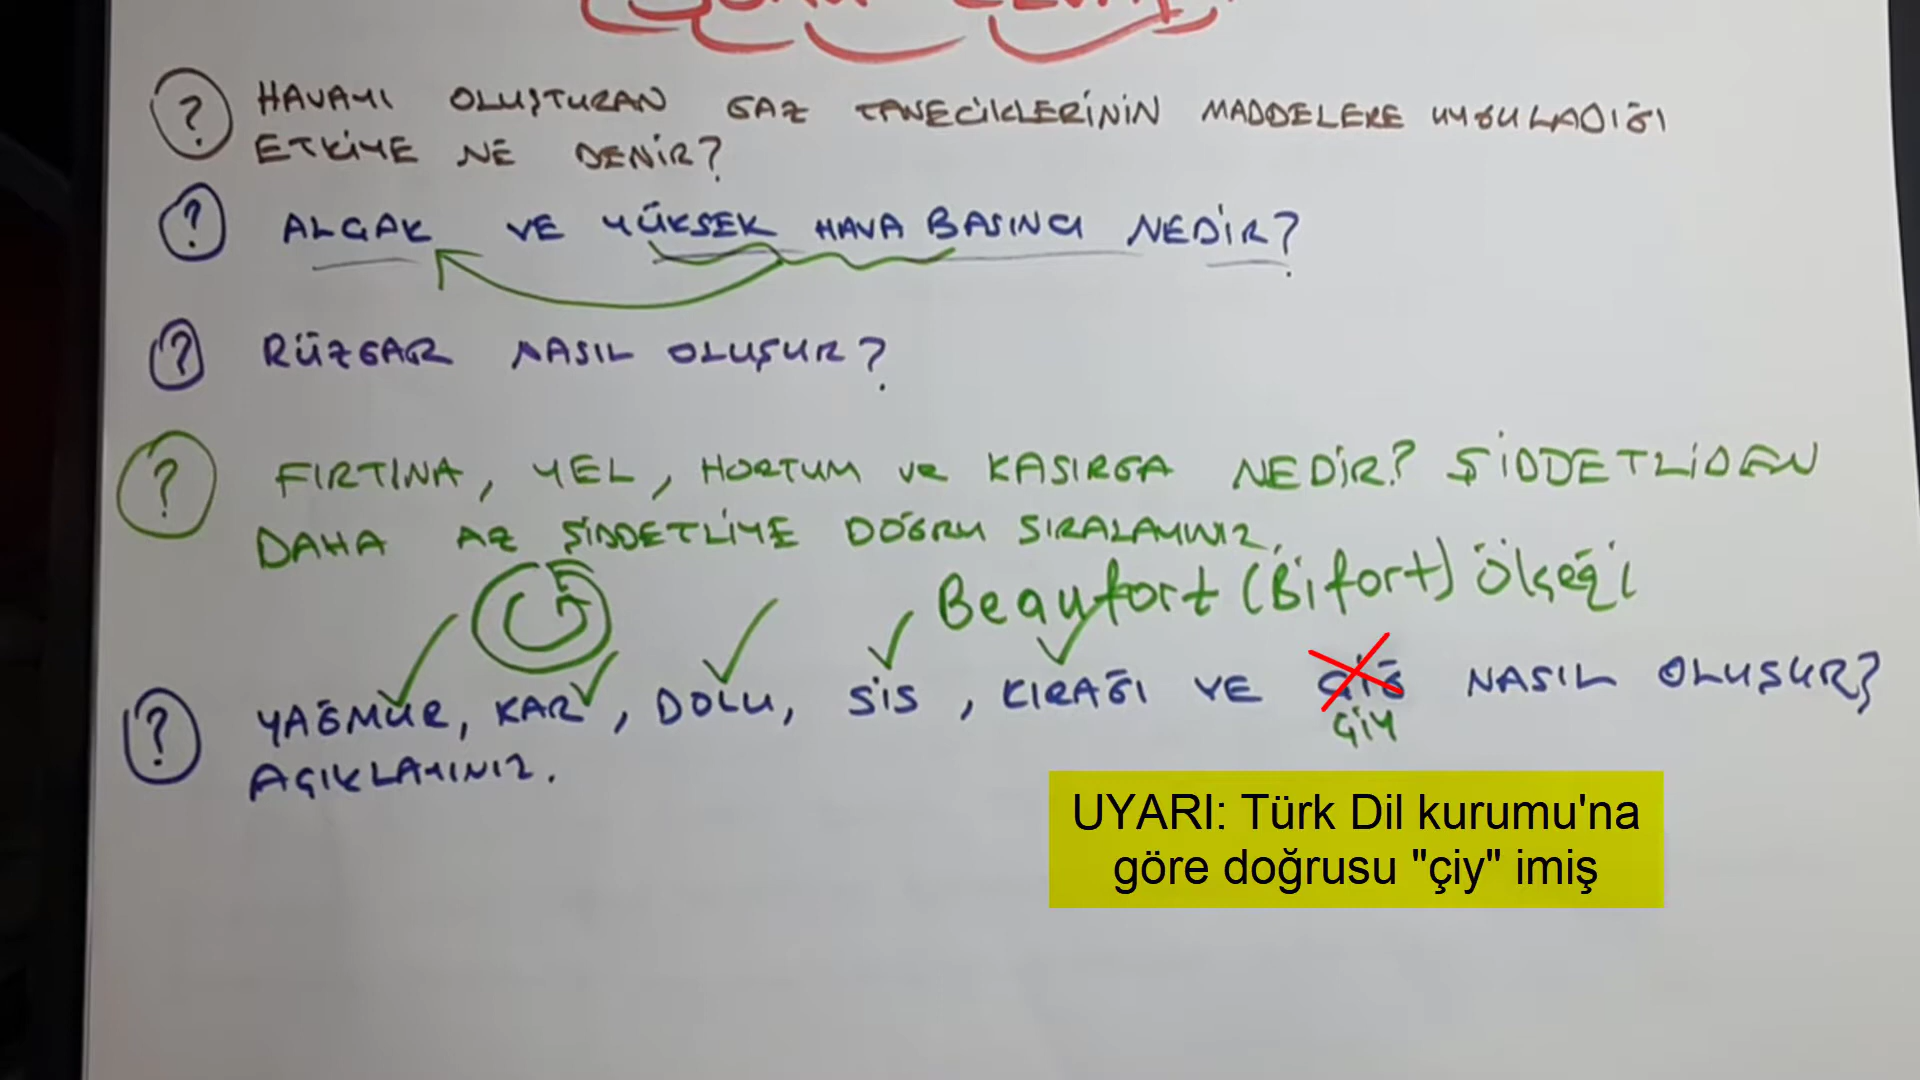 ? HAVAYI OLUŞTURAN GAZ TANECİKLERİNİN MADDELERE UYGULADIĞI
ETKİYE NE DENİR?
? ALÇAK VE YÜKSEK HAVA BASINCI NEDİR?
? RÜZGAR NASIL OLUŞUR?
? FIRTINA, YEL, HORTUM ve KASIRGA NEDİR? ŞİDDETLİDEN
DAHA AZ ŞİDDETLİYE DOĞRU SIRALAYINIZ.
Beaufort (Bifort) Ölçeği
? YAĞMUR, KAR, DOLU, SİS, KIRAĞI VE ÇİĞ NASIL OLUŞUR?
ÇİY
AÇIKLAYINIZ.
UYARI: Türk Dil kurumu'na
göre doğrusu "çiy" imiş